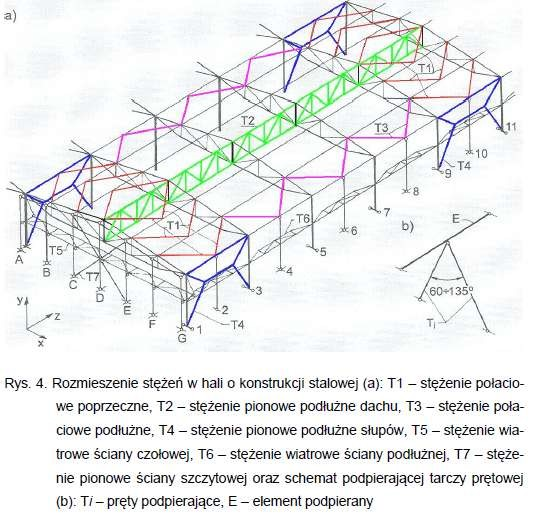 a)
T1
T2
T3
11
10
9
T4
8
7
T1
T6
b)
E
6
5
A
T5
B
C
T7
D
E
F
G
1
T4
2
3
4
60÷135°
Ti
y
z
x
Rys. 4. Rozmieszenie stężeń w hali o konstrukcji stalowej (a): T1 – stężenie połacio-
we poprzeczne, T2 – stężenie pionowe podłużne dachu, T3 – stężenie poła-
ciowe podłużne, T4 – stężenie pionowe podłużne słupów, T5 – stężenie wia-
trowe ściany czołowej, T6 – stężenie wiatrowe ściany podłużnej, T7 – stęże-
nie pionowe ściany szczytowej oraz schemat podpierającej tarczy prętowej
(b): Ti – pręty podpierające, E – element podpierany